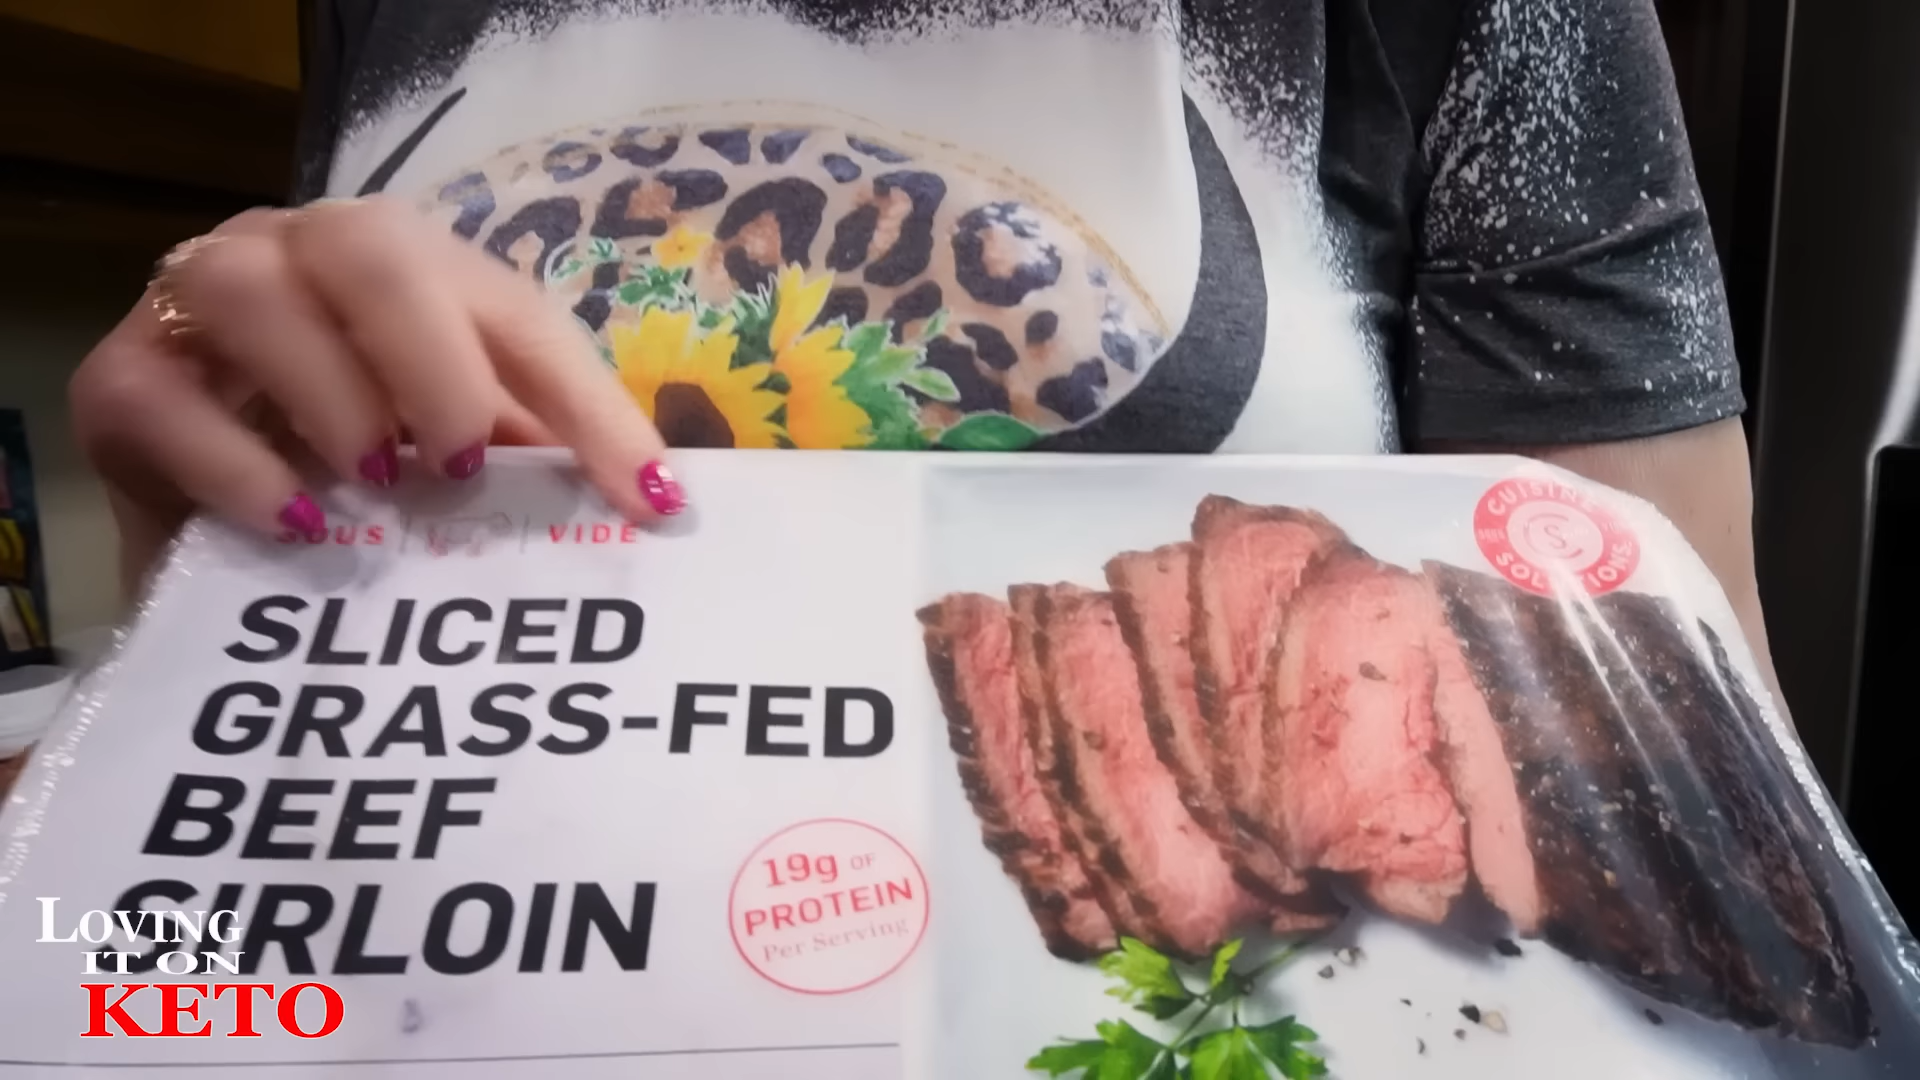 SOUS VIDE
SLICED
GRASS-FED
BEEF
SIRLOIN
19g OF
PROTEIN
Per Serving
CUISINE
SOLUTIONS
LOVING
IT ON
KETO